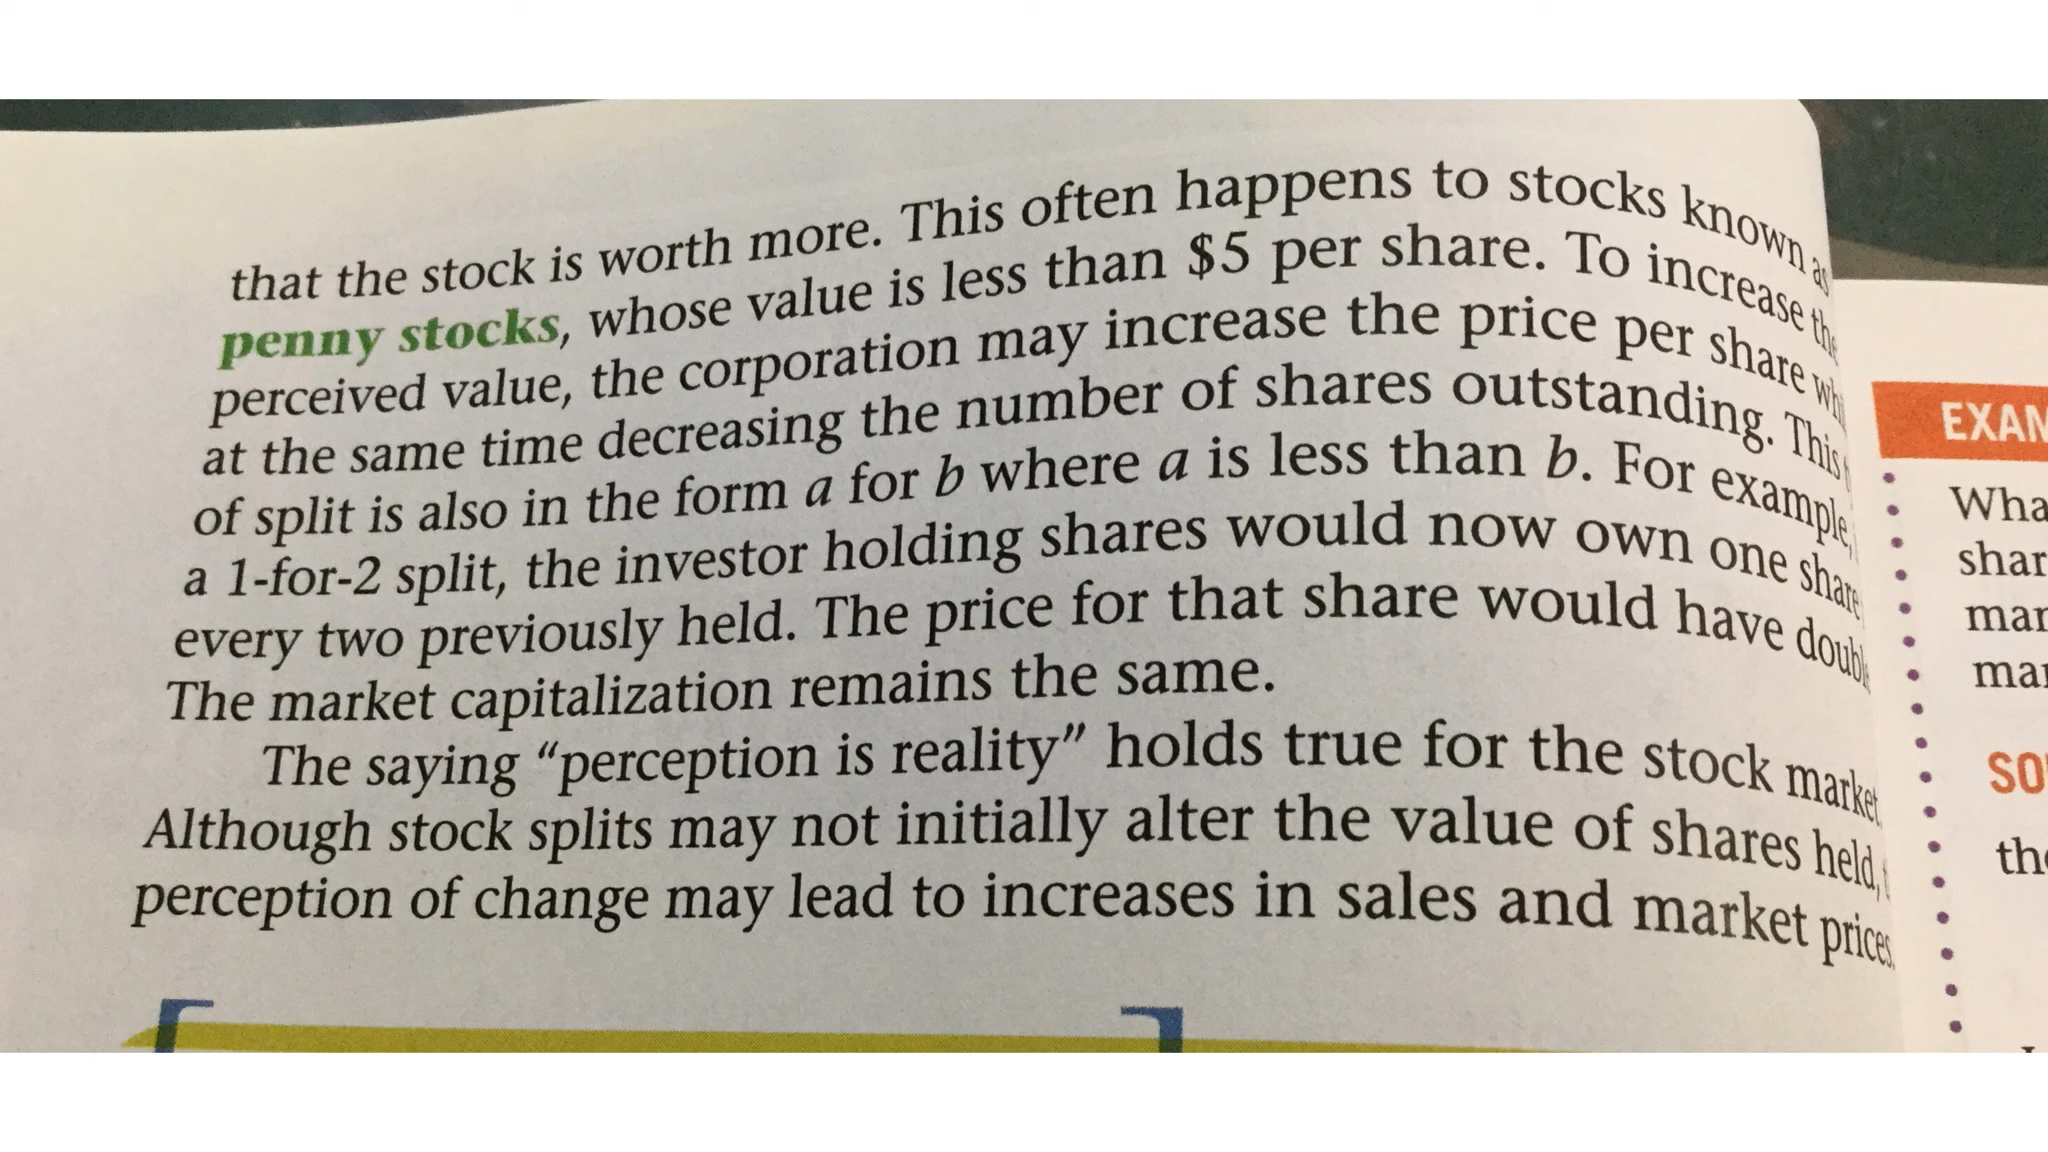 that the stock is worth more. This often happens to stocks known as
penny stocks, whose value is less than $5 per share. To increase the
perceived value, the corporation may increase the price per share
at the same time decreasing the number of shares outstanding. This
of split is also in the form a for b where a is less than b. For example,
a 1-for-2 split, the investor holding shares would now own one share
every two previously held. The price for that share would have
The market capitalization remains the same.
The saying “perception is reality” holds true for the stock market.
Although stock splits may not initially alter the value of shares held,
perception of change may lead to increases in sales and market prices.
EXAM
Wha
shar
mar
SO
the